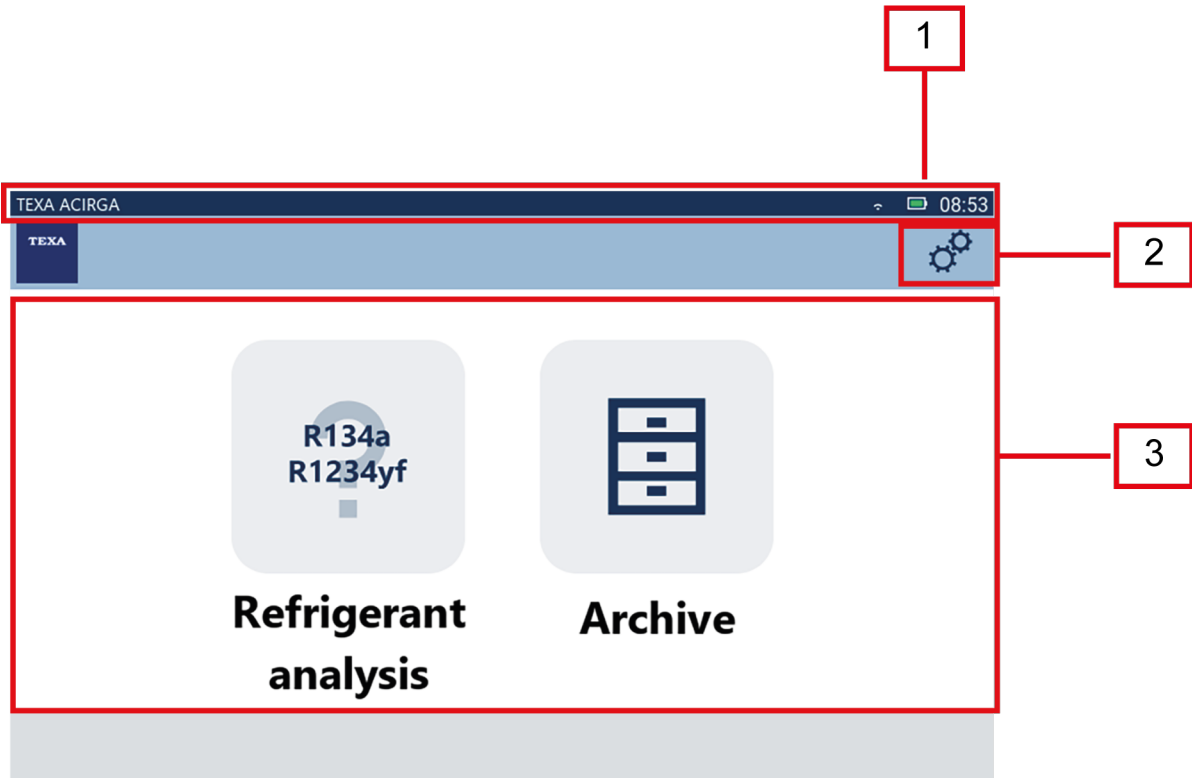 1
TEXA ACIRGA 08:53
TEXA
2
R134a
R1234yf
3
Refrigerant
analysis
Archive